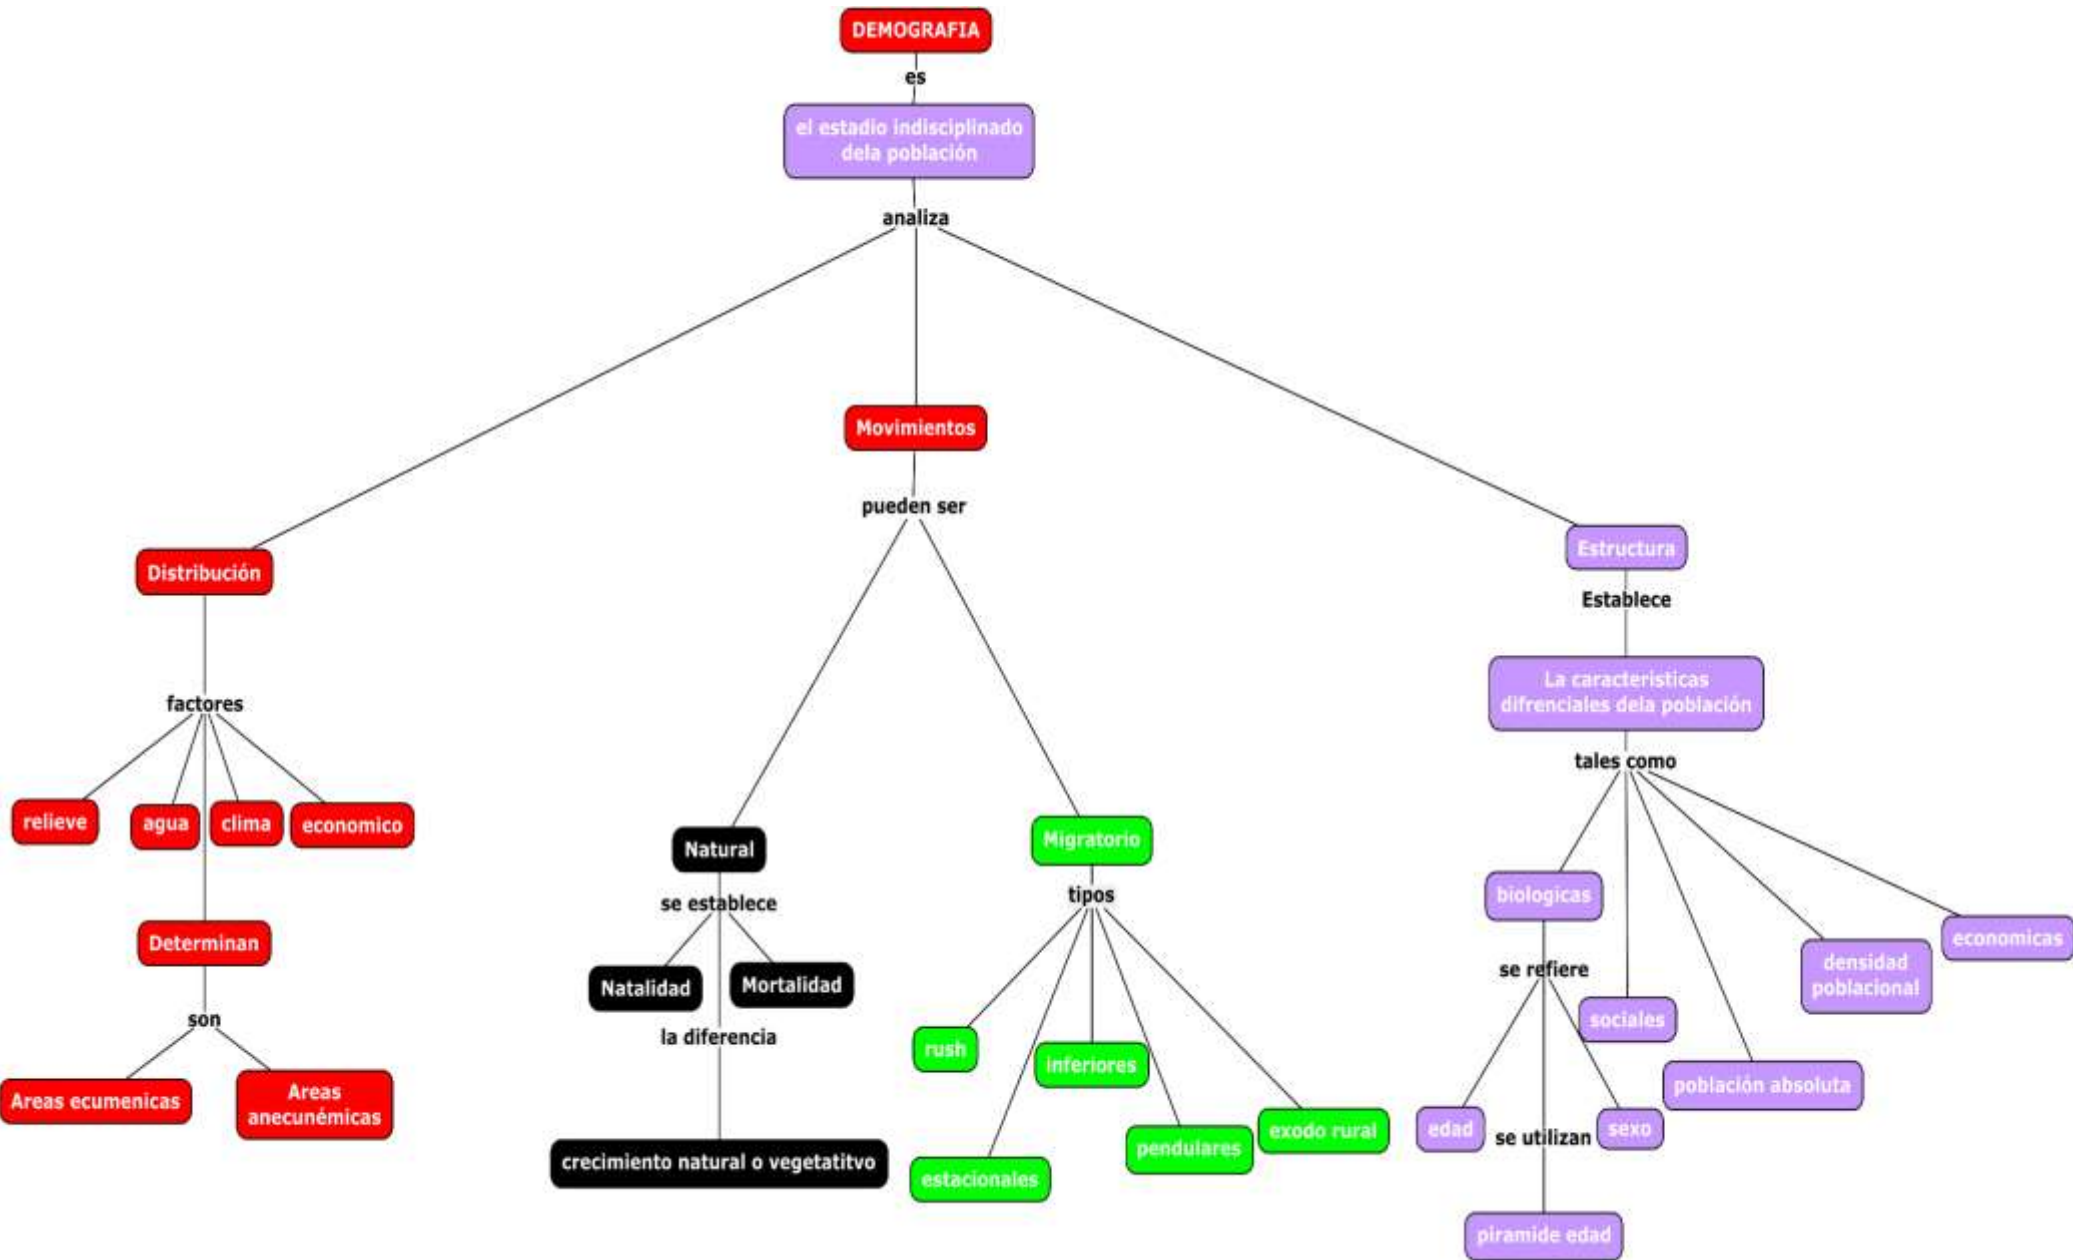 DEMOGRAFIA
es
el estadio indisciplinado
dela población
analiza
Movimientos
pueden ser
Distribución
Estructura
Establece
factores
La caracteristicas
difrenciales dela población
tales como
relieve
agua
clima
economico
Natural
Migratorio
se establece
tipos
biologicas
economicas
Determinan
densidad
poblacional
se refiere
Natalidad
Mortalidad
son
sociales
la diferencia
rush
inferiores
Areas ecumenicas
Areas
anecunémicas
población absoluta
edad
se utilizan
sexo
exodo rural
pendulares
crecimiento natural o vegetatitvo
estacionales
piramide edad